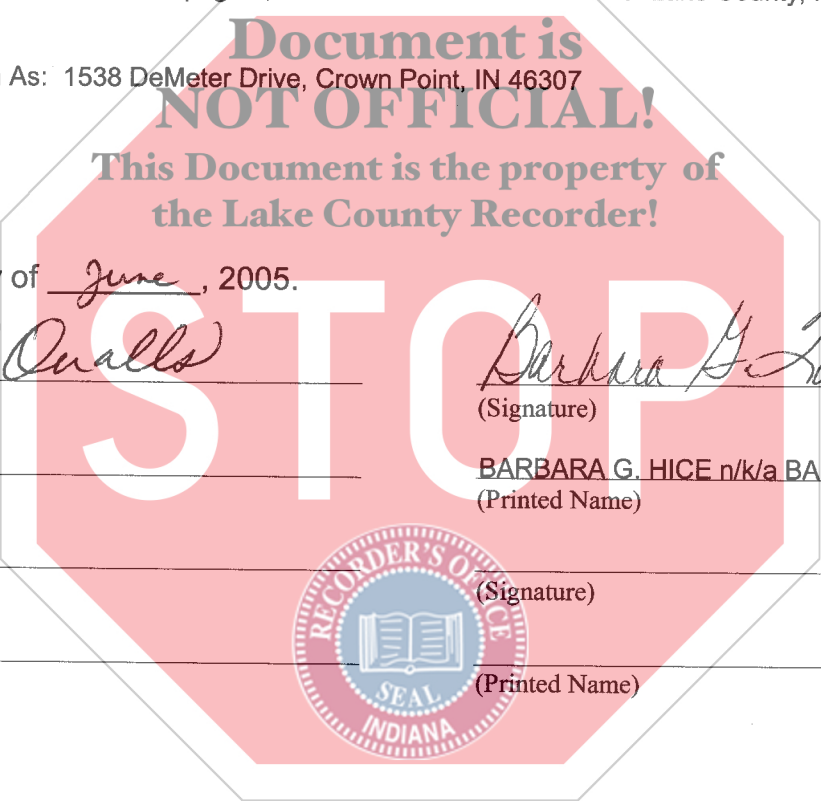 Document is
As: 1538 DeMeter Drive, Crown Point, IN 46307
NOT OFFICIAL!
This Document is the property of
the Lake County Recorder!
of June, 2005.
STOP
Qualls
Barbara G.
(Signature)
BARBARA G. HICE n/k/a BA
(Printed Name)
(Signature)
(Printed Name)
RECORDER'S OFFICE
SEAL
INDIANA